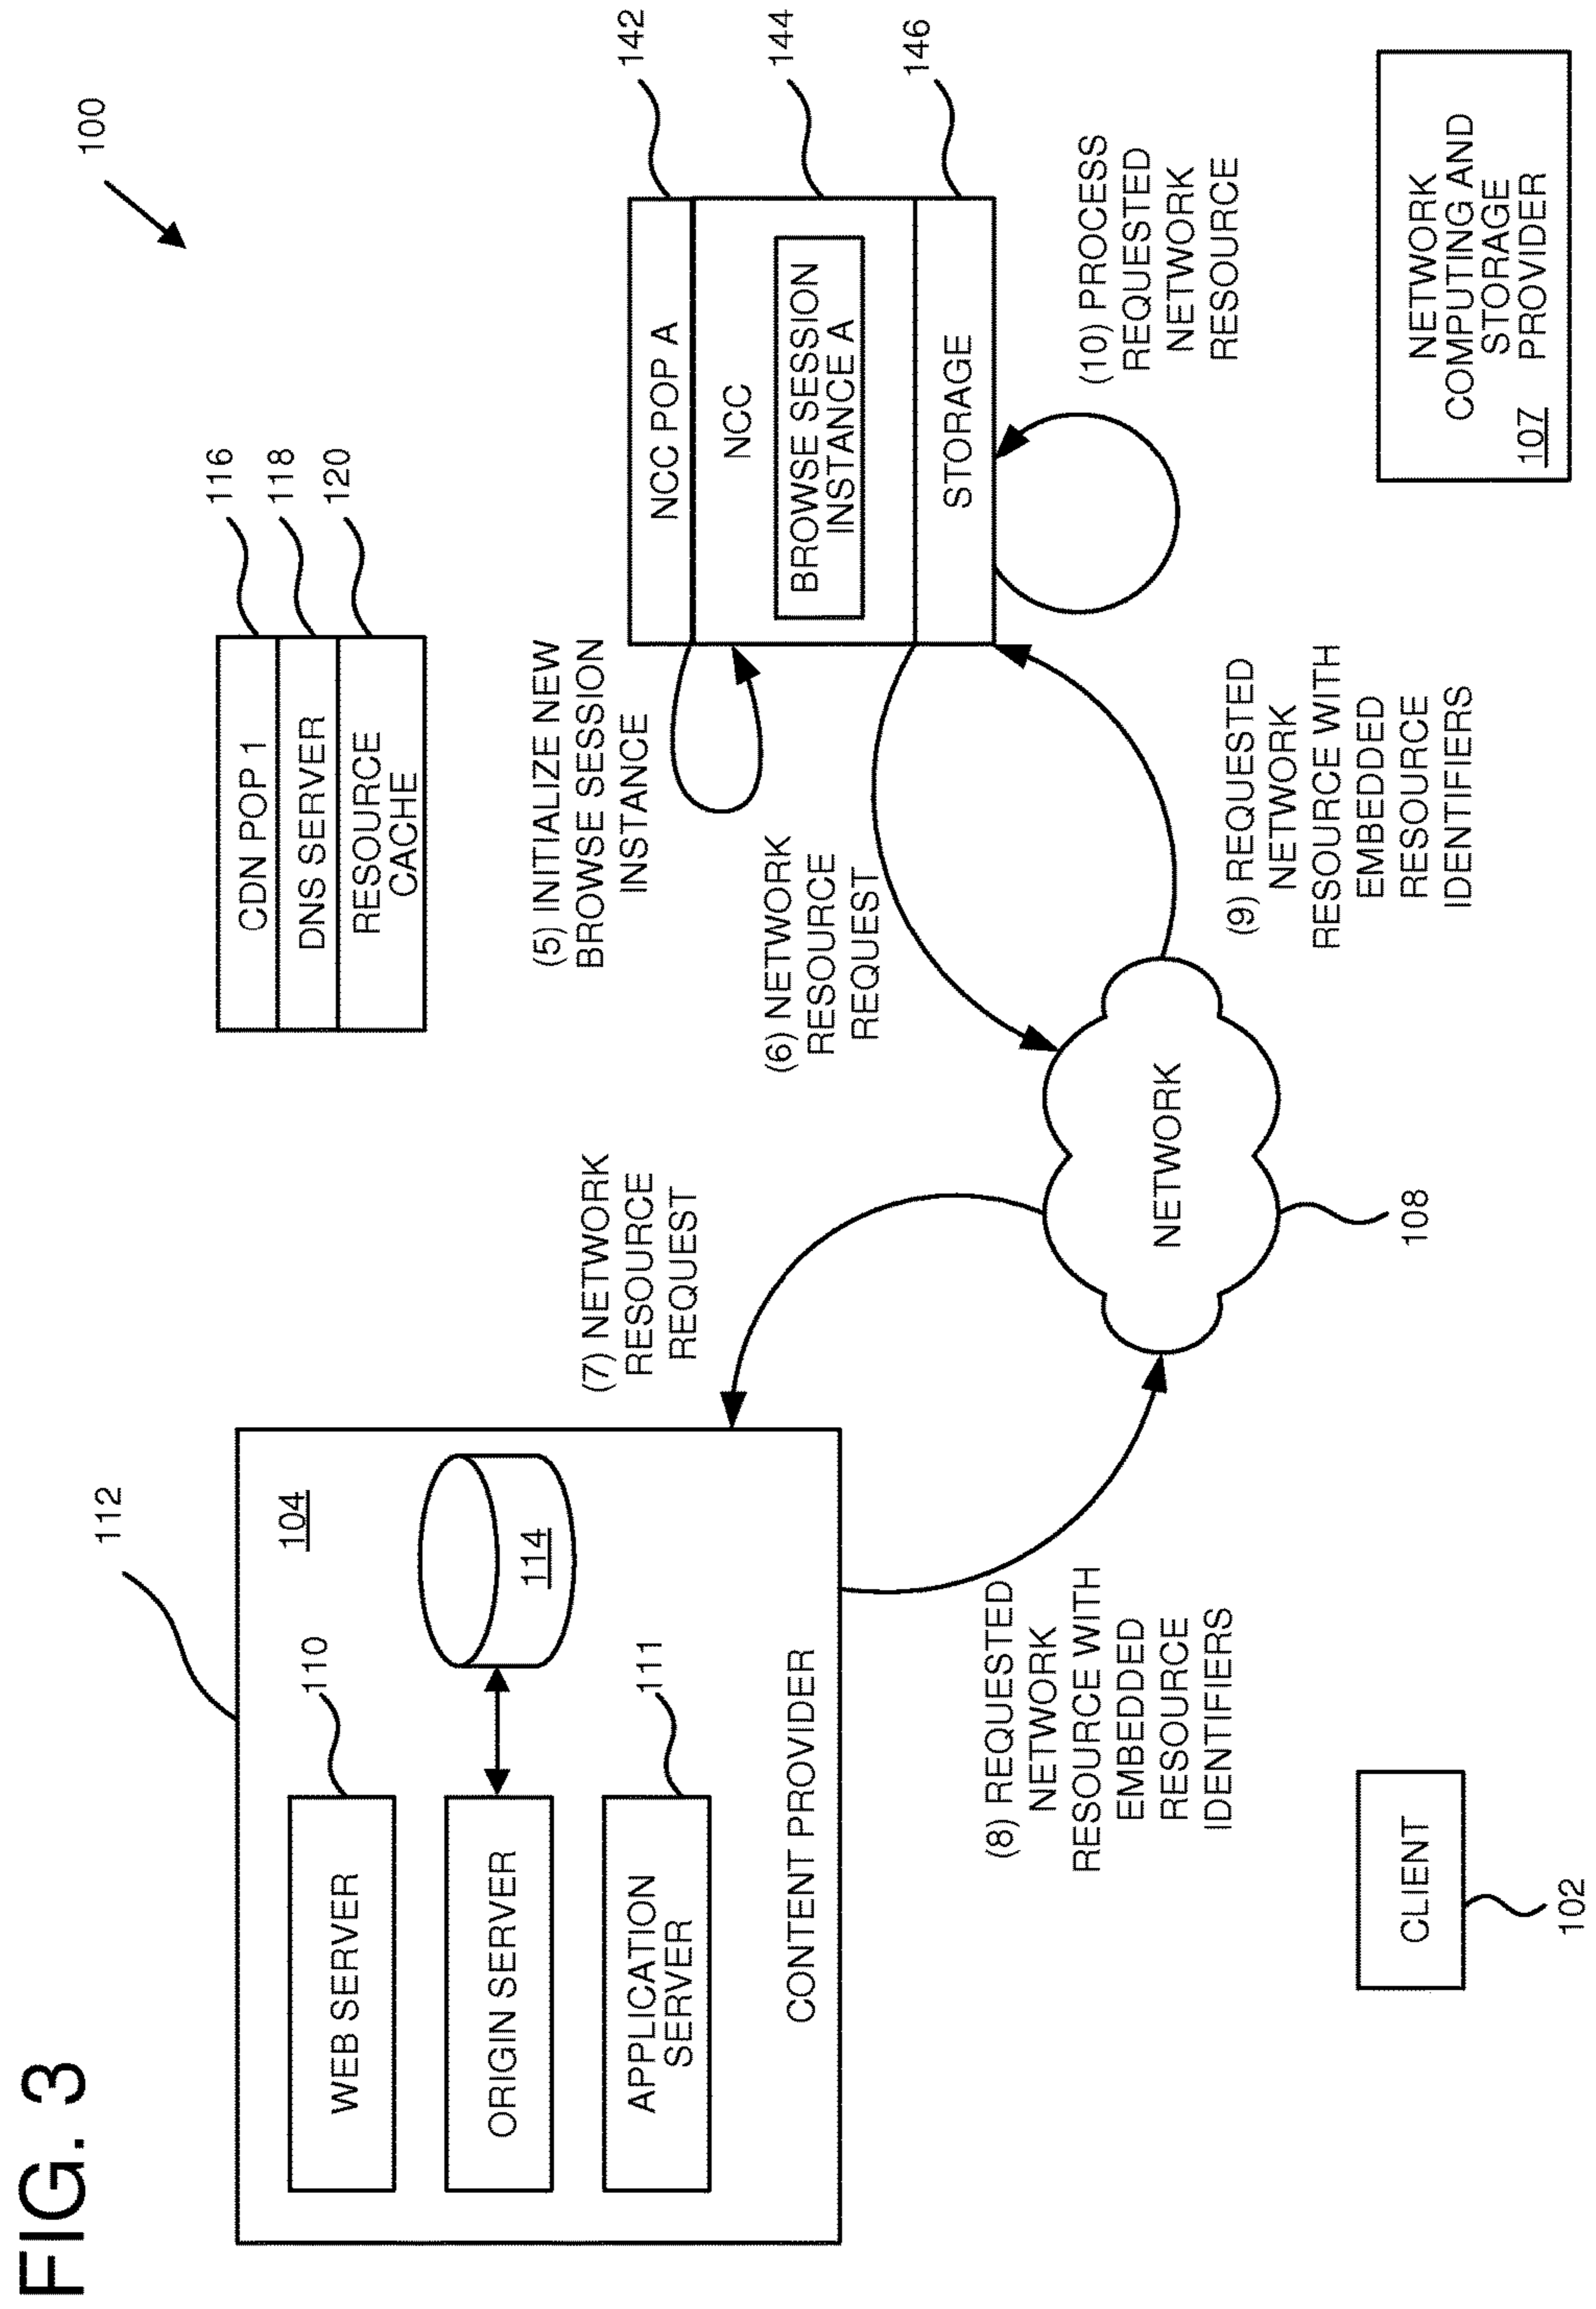 FIG. 3
100
112
104
110
WEB SERVER
ORIGIN SERVER
114
111
APPLICATION
SERVER
CONTENT PROVIDER
116
118
120
CDN POP 1
DNS SERVER
RESOURCE
CACHE
(5) INITIALIZE NEW
BROWSE SESSION
INSTANCE
142
144
146
NCC POP A
NCC
BROWSE SESSION
INSTANCE A
STORAGE
(7) NETWORK
RESOURCE
REQUEST
(6) NETWORK
RESOURCE
REQUEST
(10) PROCESS
REQUESTED
NETWORK
RESOURCE
(8) REQUESTED
NETWORK
RESOURCE WITH
EMBEDDED
RESOURCE
IDENTIFIERS
NETWORK
108
(9) REQUESTED
NETWORK
RESOURCE WITH
EMBEDDED
RESOURCE
IDENTIFIERS
CLIENT
102
NETWORK
COMPUTING AND
STORAGE
PROVIDER
107